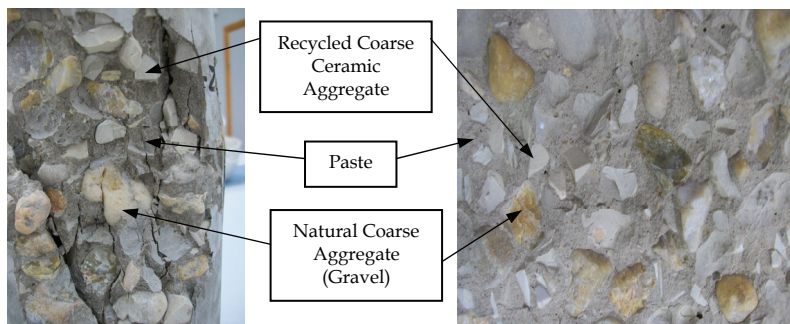 Recycled Coarse
Ceramic
Aggregate
Paste
Natural Coarse
Aggregate
(Gravel)